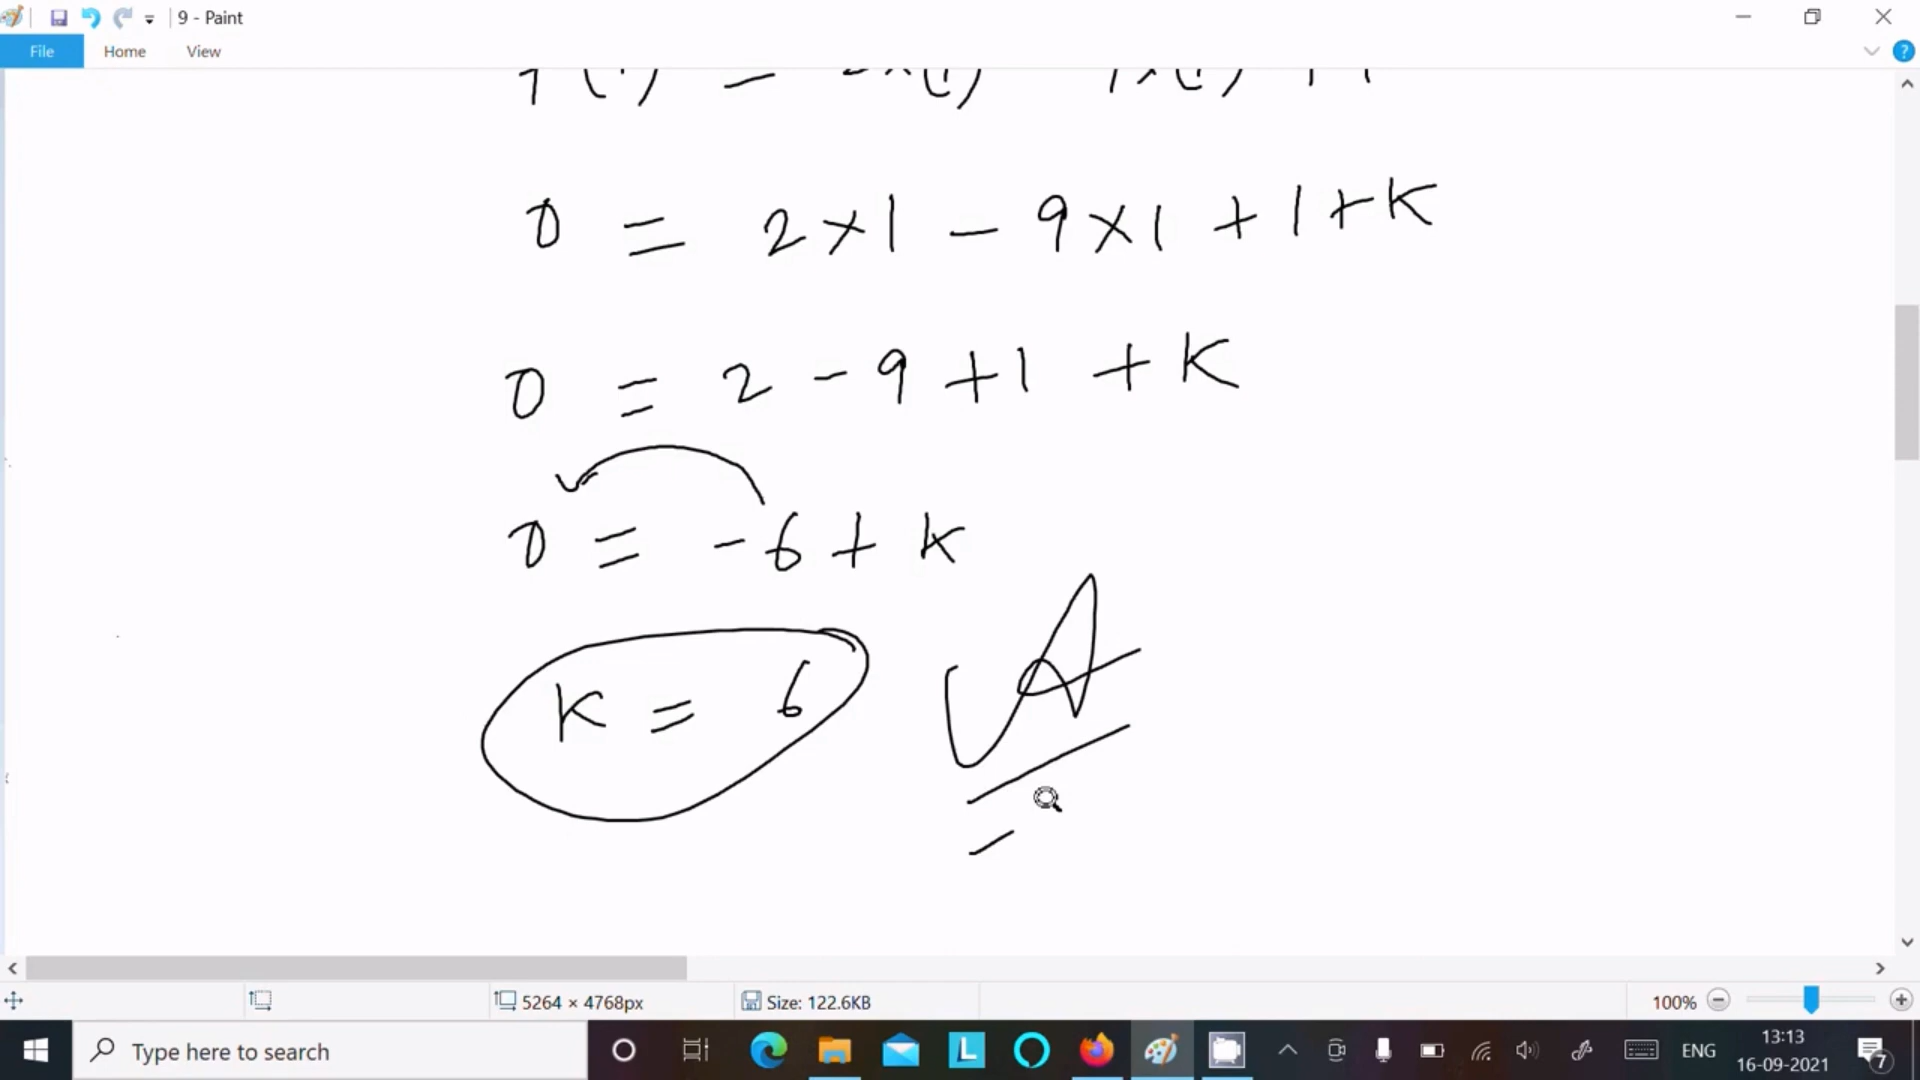 9 - Paint
File Home View
0 = 2×1 - 9×1 + 1 + K
0 = 2 - 9 + 1 + K
0 = - 6 + k
K = 6
A
5264 × 4768px Size: 122.6KB 100%
Type here to search L ENG 13:13
16-09-2021 7